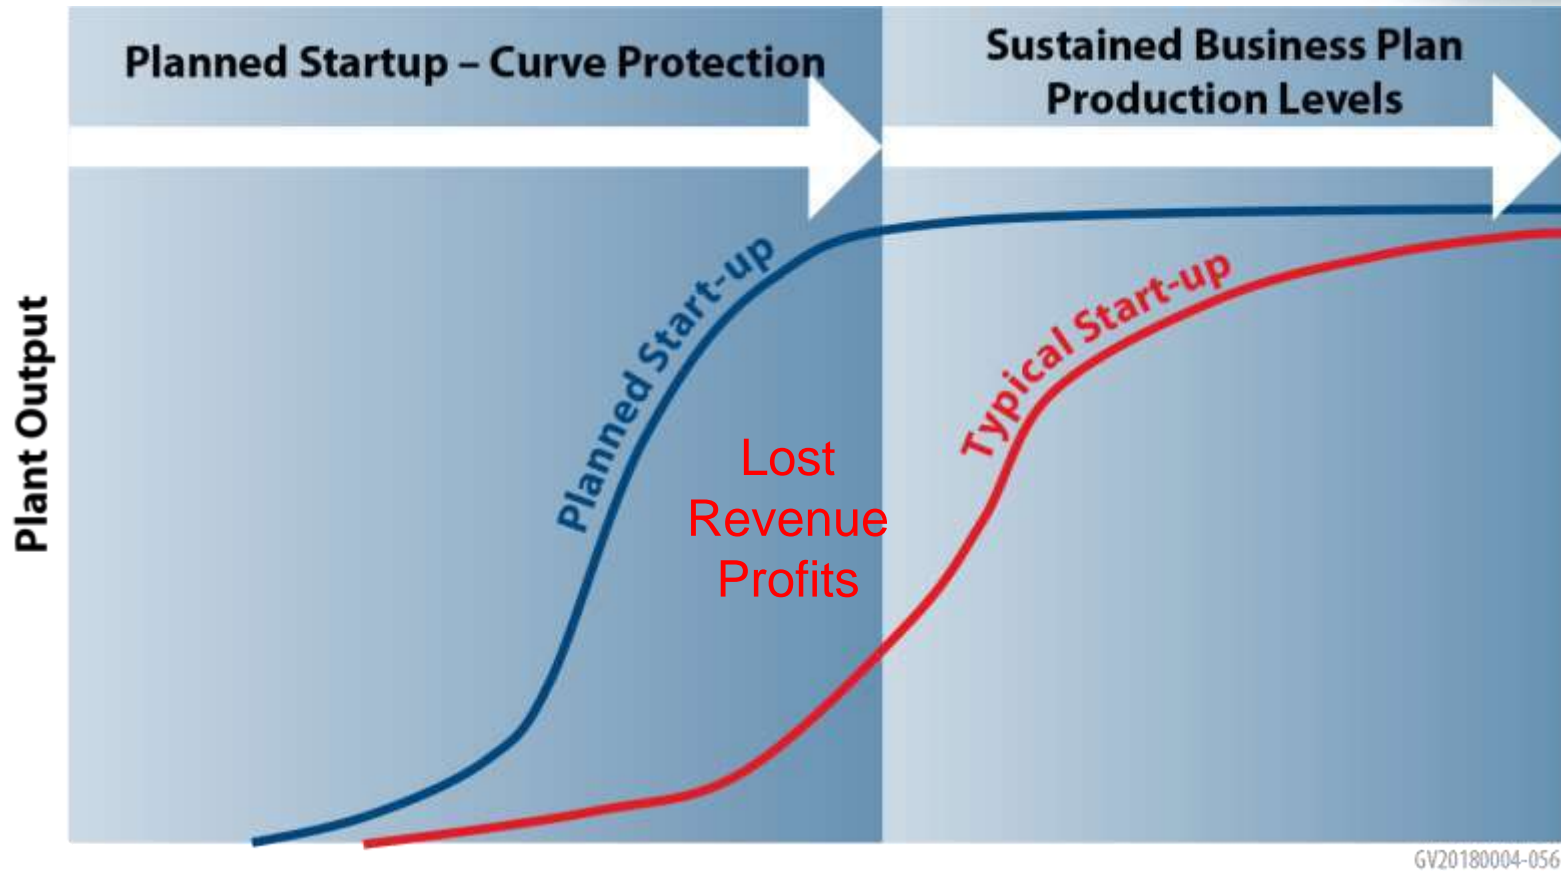 Planned Startup – Curve Protection
Sustained Business Plan
Production Levels
Plant Output
Planned Start-up
Typical Start-up
Lost
Revenue
Profits
GV20180004-056